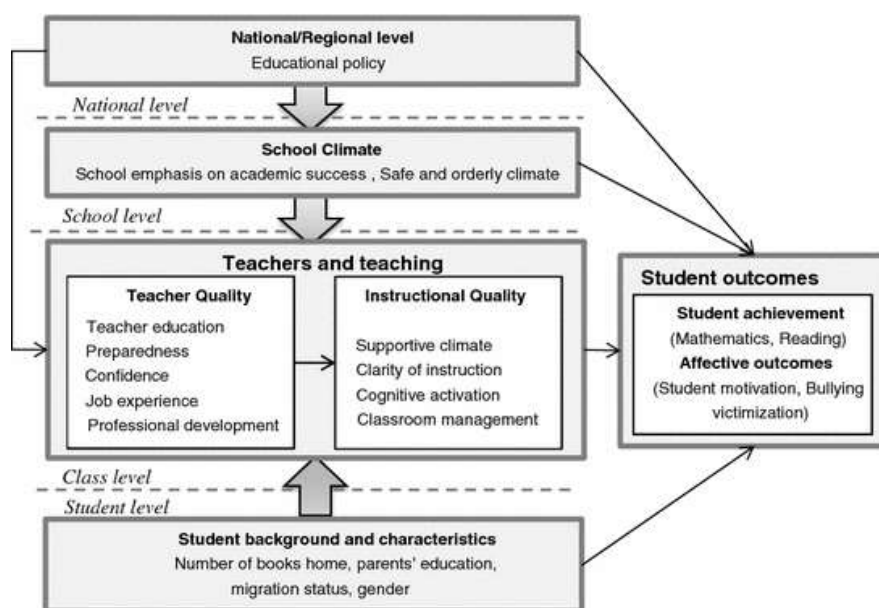 National/Regional level
Educational policy
National level
School Climate
School emphasis on academic success , Safe and orderly climate
School level
Teachers and teaching
Teacher Quality
Teacher education
Preparedness
Confidence
Job experience
Professional development
Instructional Quality
Supportive climate
Clarity of instruction
Cognitive activation
Classroom management
Student outcomes
Student achievement
(Mathematics, Reading)
Affective outcomes
(Student motivation, Bullying
victimization)
Class level
Student level
Student background and characteristics
Number of books home, parents' education,
migration status, gender